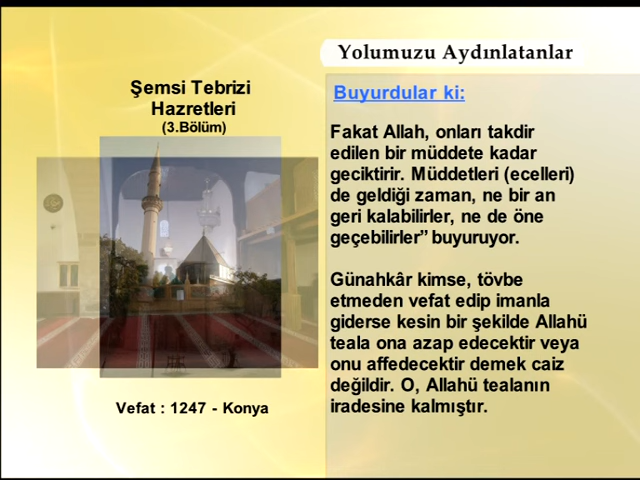 Yolumuzu Aydınlatanlar
Şemsi Tebrizi
Hazretleri
(3.Bölüm)
Vefat : 1247 - Konya
Buyurdular ki:
Fakat Allah, onları takdir
edilen bir müddete kadar
geciktirir. Müddetleri (ecelleri)
de geldiği zaman, ne bir an
geri kalabilirler, ne de öne
geçebilirler” buyuruyor.
Günahkâr kimse, tövbe
etmeden vefat edip imanla
giderse kesin bir şekilde Allahü
teala ona azap edecektir veya
onu affedecektir demek caiz
değildir. O, Allahü tealanın
iradesine kalmıştır.